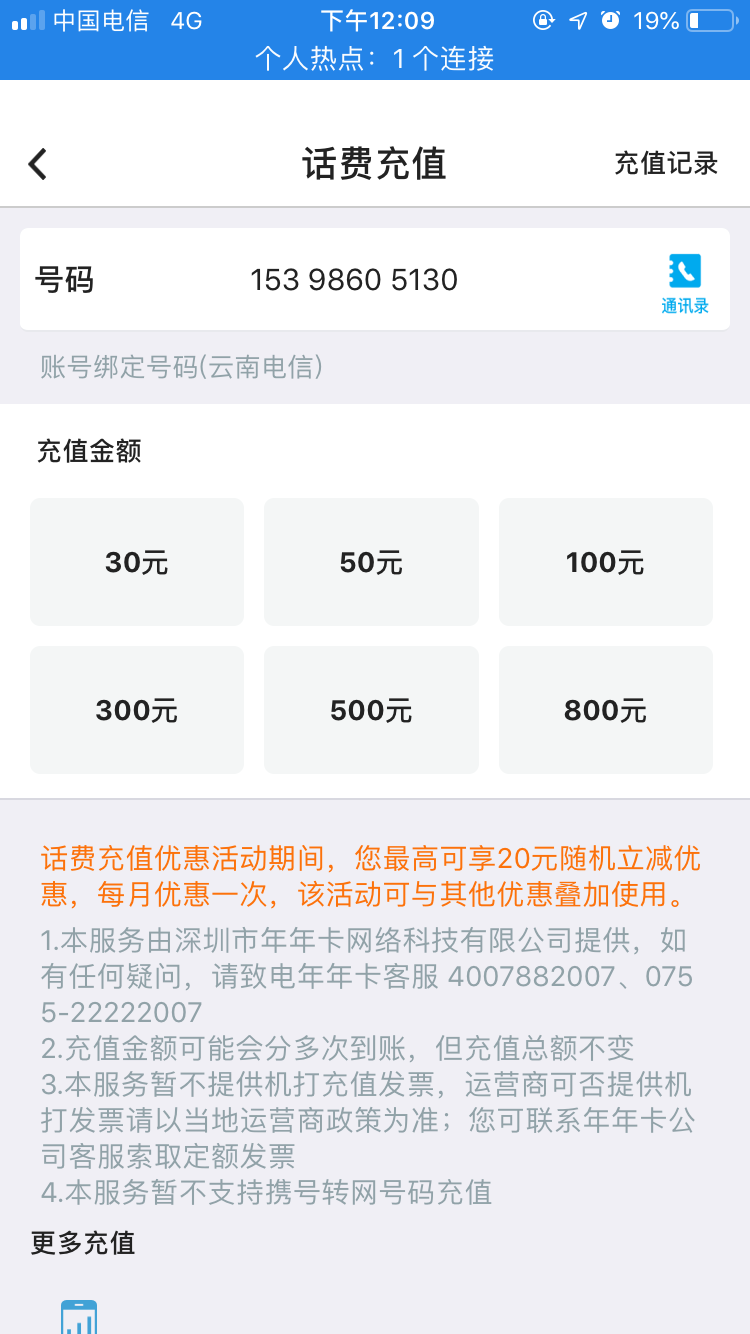 中国电信 4G 下午12:09 19%
个人热点：1 个连接
话费充值 充值记录
号码 153 9860 5130
通讯录
账号绑定号码(云南电信)
充值金额
30元 50元 100元
300元 500元 800元
话费充值优惠活动期间，您最高可享20元随机立减优
惠，每月优惠一次，该活动可与其他优惠叠加使用。
1.本服务由深圳市年年卡网络科技有限公司提供，如
有任何疑问，请致电年年卡客服 4007882007、075
5-22222007
2.充值金额可能会分多次到账，但充值总额不变
3.本服务暂不提供机打充值发票，运营商可否提供机
打发票请以当地运营商政策为准；您可联系年年卡公
司客服索取定额发票
4.本服务暂不支持携号转网号码充值
更多充值